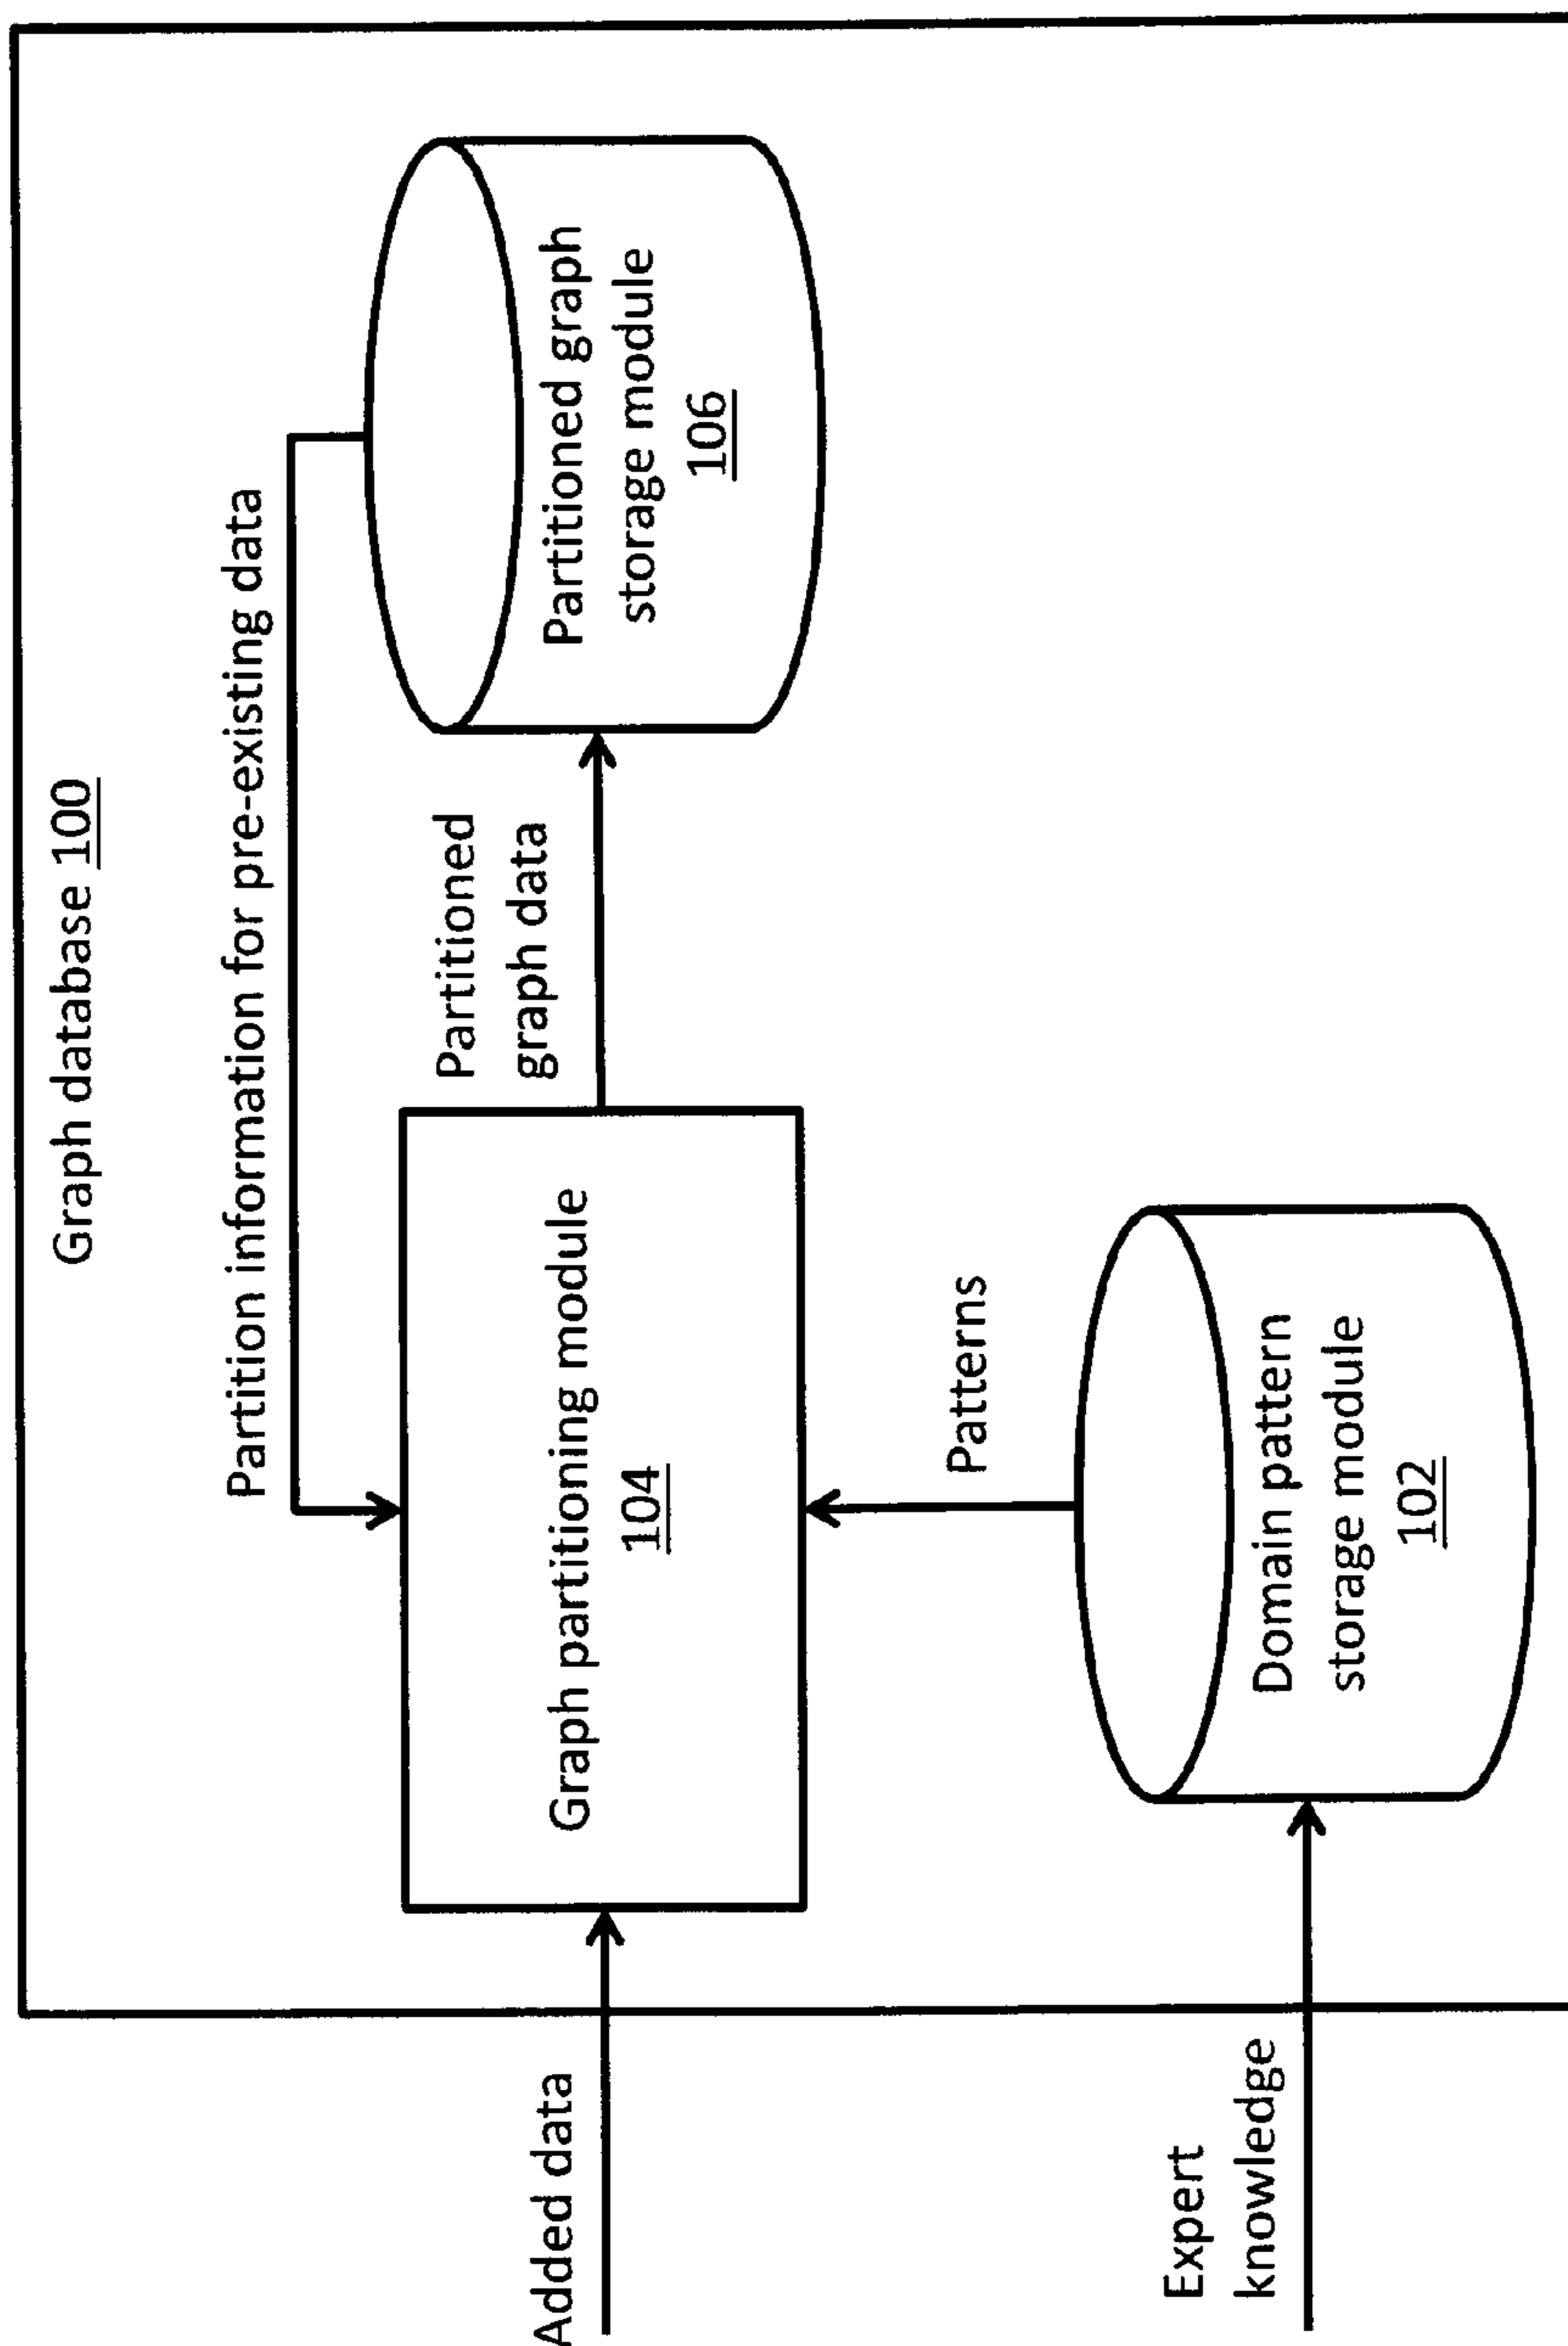 Graph database 100
Partition information for pre-existing data
Added data
Graph partitioning module
104
Partitioned
graph data
Partitioned graph
storage module
106
Patterns
Expert
knowledge
Domain pattern
storage module
102